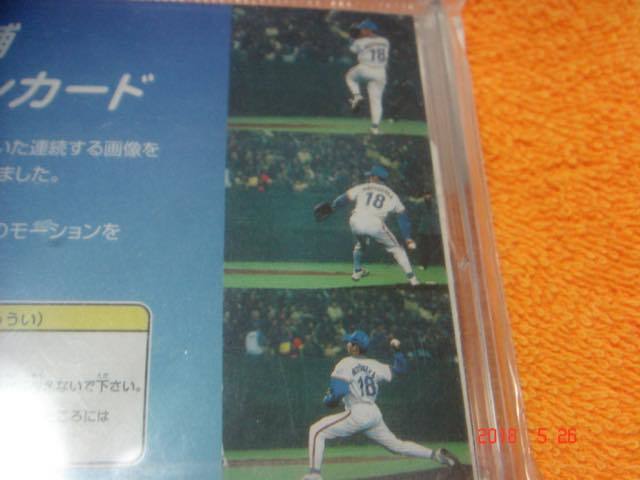 ンカード
いた連続する画像を
ました。
のモーションを
うい）
えないで下さい。
ころには
18
18
18
2018 5 26